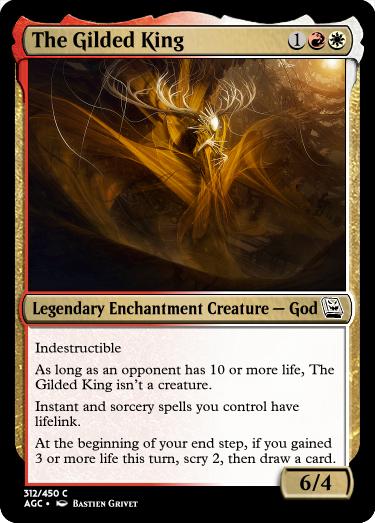 The Gilded King 1
Legendary Enchantment Creature — God
Indestructible
As long as an opponent has 10 or more life, The
Gilded King isn't a creature.
Instant and sorcery spells you control have
lifelink.
At the beginning of your end step, if you gained
3 or more life this turn, scry 2, then draw a card.
6/4
312/450 C
AGC • Bastien Grivet